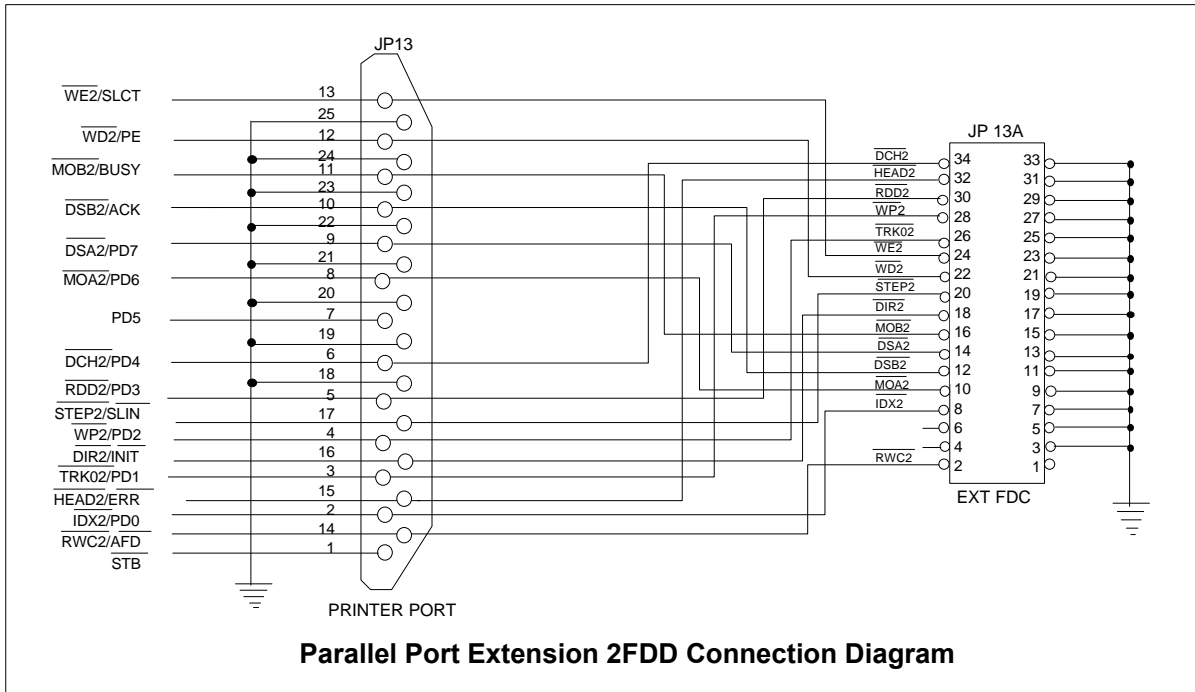 JP13
WE2/SLCT
WD2/PE
MOB2/BUSY
DSB2/ACK
DSA2/PD7
MOA2/PD6
PD5
DCH2/PD4
RDD2/PD3
STEP2/SLIN
WP2/PD2
DIR2/INIT
TRK02/PD1
HEAD2/ERR
IDX2/PD0
RWC2/AFD
STB
13
25
12
24
11
23
10
22
9
21
8
20
7
19
6
18
5
17
4
16
3
15
2
14
1
PRINTER PORT
JP 13A
DCH2 34 33
HEAD2 32 31
RDD2 30 29
WP2 28 27
TRK02 26 25
WE2 24 23
WD2 22 21
STEP2 20 19
DIR2 18 17
MOB2 16 15
DSA2 14 13
DSB2 12 11
MOA2 10 9
IDX2 8 7
6 5
4 3
RWC2 2 1
EXT FDC
Parallel Port Extension 2FDD Connection Diagram